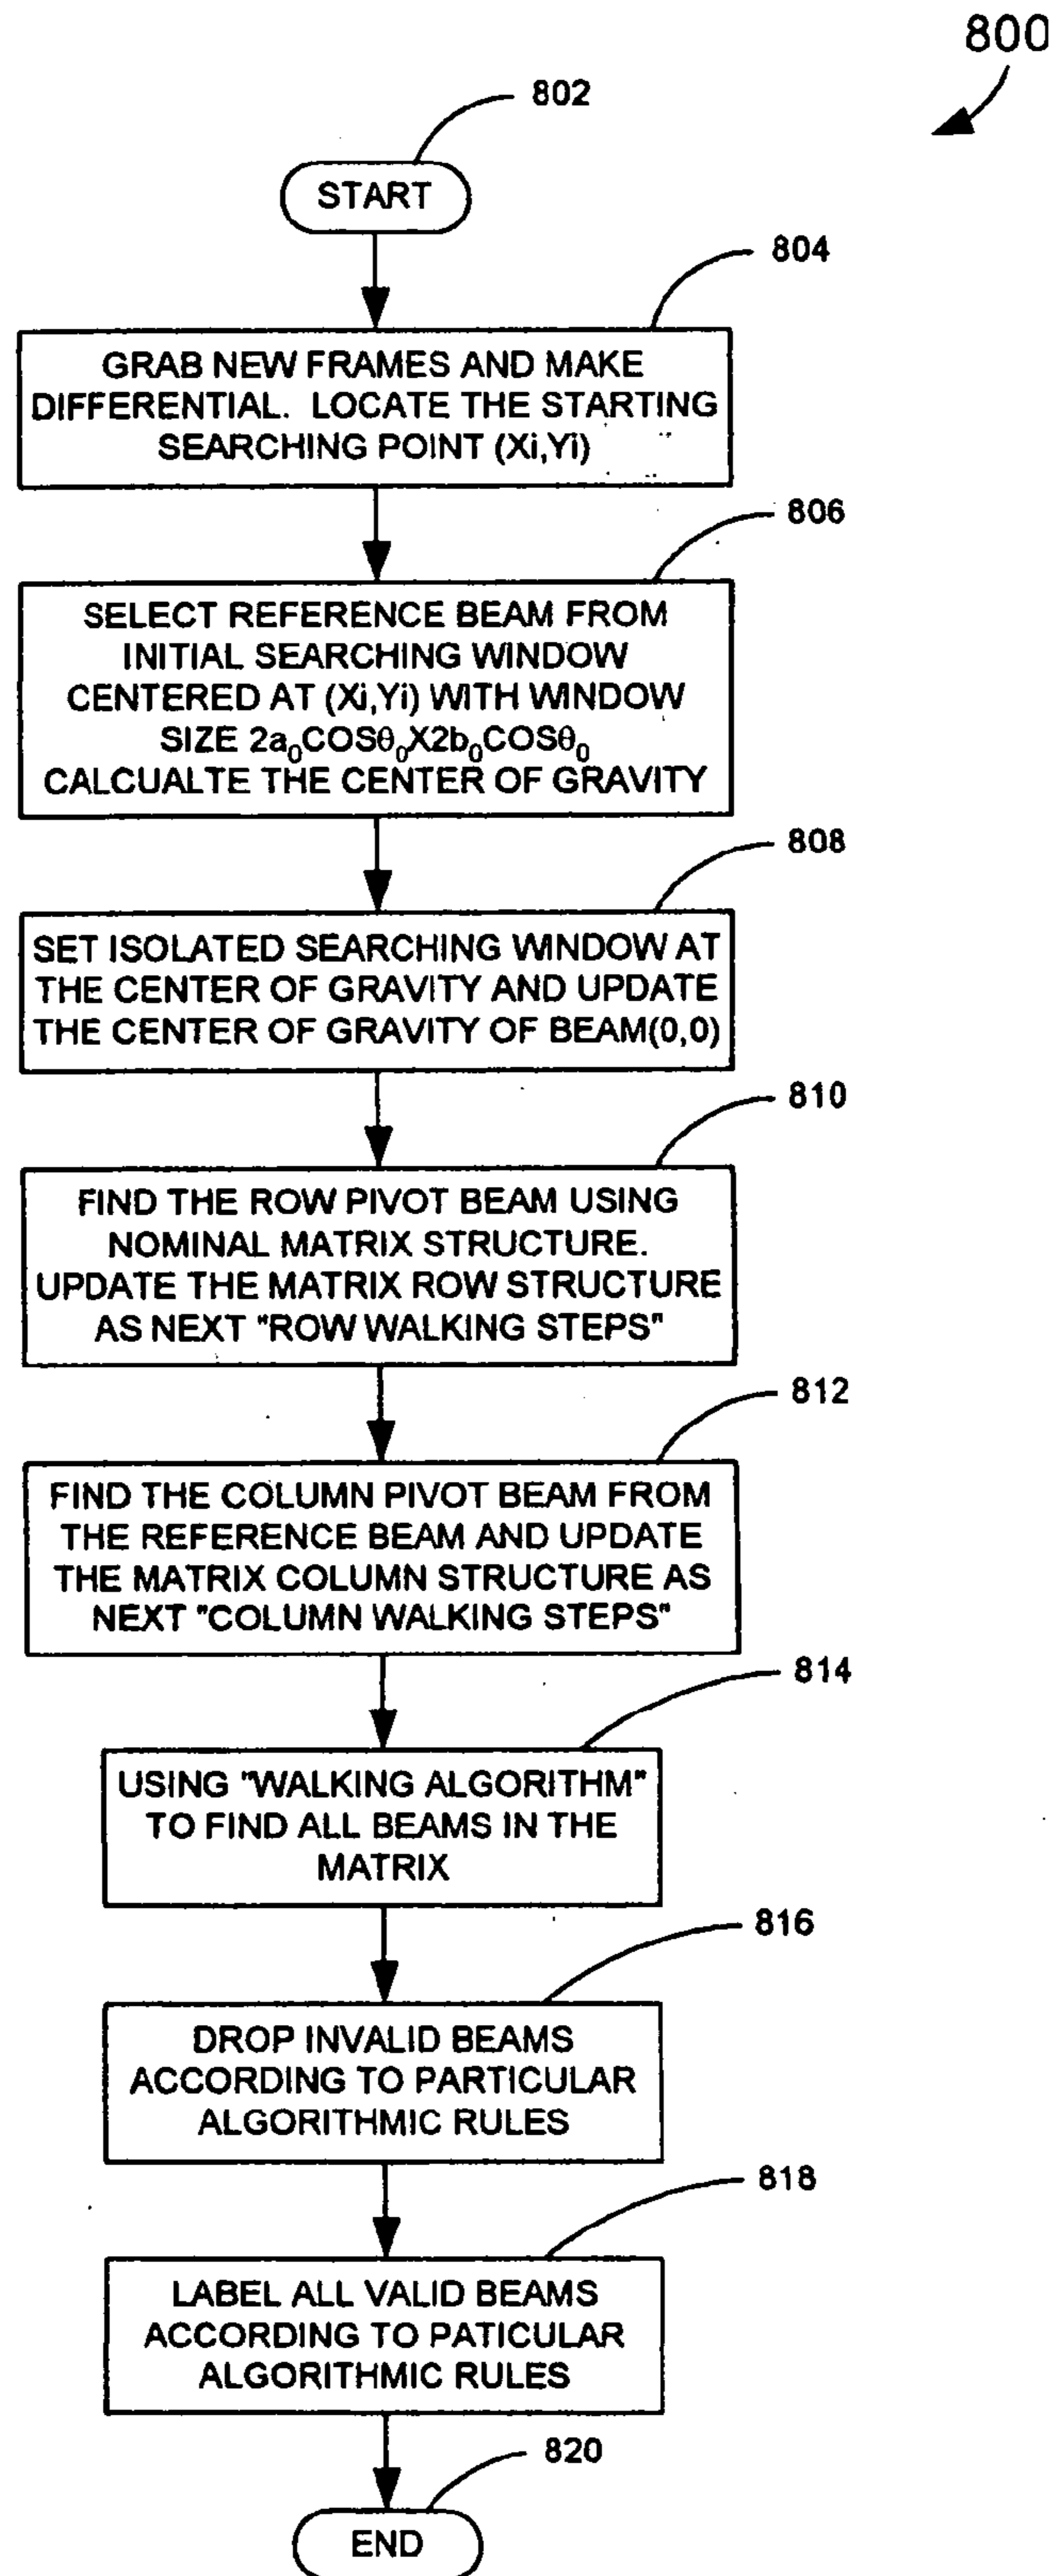 800
802
START
804
GRAB NEW FRAMES AND MAKE
DIFFERENTIAL. LOCATE THE STARTING
SEARCHING POINT (Xi,Yi)
806
SELECT REFERENCE BEAM FROM
INITIAL SEARCHING WINDOW
CENTERED AT (Xi,Yi) WITH WINDOW
SIZE 2a₀COSθ₀X2b₀COSθ₀
CALCUALTE THE CENTER OF GRAVITY
808
SET ISOLATED SEARCHING WINDOW AT
THE CENTER OF GRAVITY AND UPDATE
THE CENTER OF GRAVITY OF BEAM(0,0)
810
FIND THE ROW PIVOT BEAM USING
NOMINAL MATRIX STRUCTURE.
UPDATE THE MATRIX ROW STRUCTURE
AS NEXT "ROW WALKING STEPS"
812
FIND THE COLUMN PIVOT BEAM FROM
THE REFERENCE BEAM AND UPDATE
THE MATRIX COLUMN STRUCTURE AS
NEXT "COLUMN WALKING STEPS"
814
USING "WALKING ALGORITHM"
TO FIND ALL BEAMS IN THE
MATRIX
816
DROP INVALID BEAMS
ACCORDING TO PARTICULAR
ALGORITHMIC RULES
818
LABEL ALL VALID BEAMS
ACCORDING TO PATICULAR
ALGORITHMIC RULES
820
END